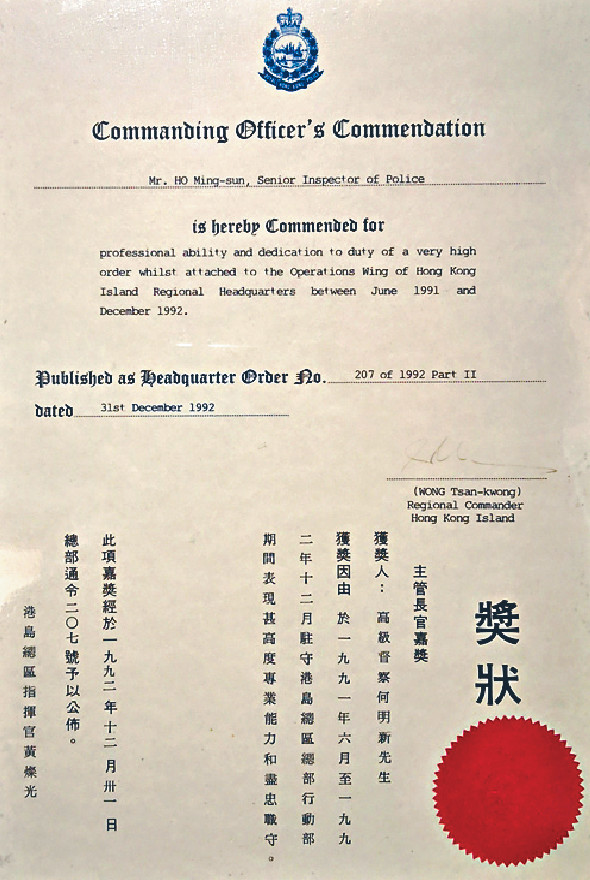 Commanding Officer's Commendation
Mr. HO Ming-sun, Senior Inspector of Police
is hereby Commended for
professional ability and dedication to duty of a very high
order whilst attached to the Operations Wing of Hong Kong
Island Regional Headquarters between June 1991 and
December 1992.
Published as Headquarter Order No. 207 of 1992 Part II
dated 31st December 1992
(WONG Tsan-kwong)
Regional Commander
Hong Kong Island
獎狀
主管長官嘉獎
獲獎人：高級督察何明新先生
獲獎因由 於一九九一年六月至一九九
二年十二月駐守港島總區總部行動部
期間表現甚高度專業能力和盡忠職守。
此項嘉獎經於一九九二年十二月卅一日
總部通令二〇七號予以公佈。
港島總區指揮官黃燦光